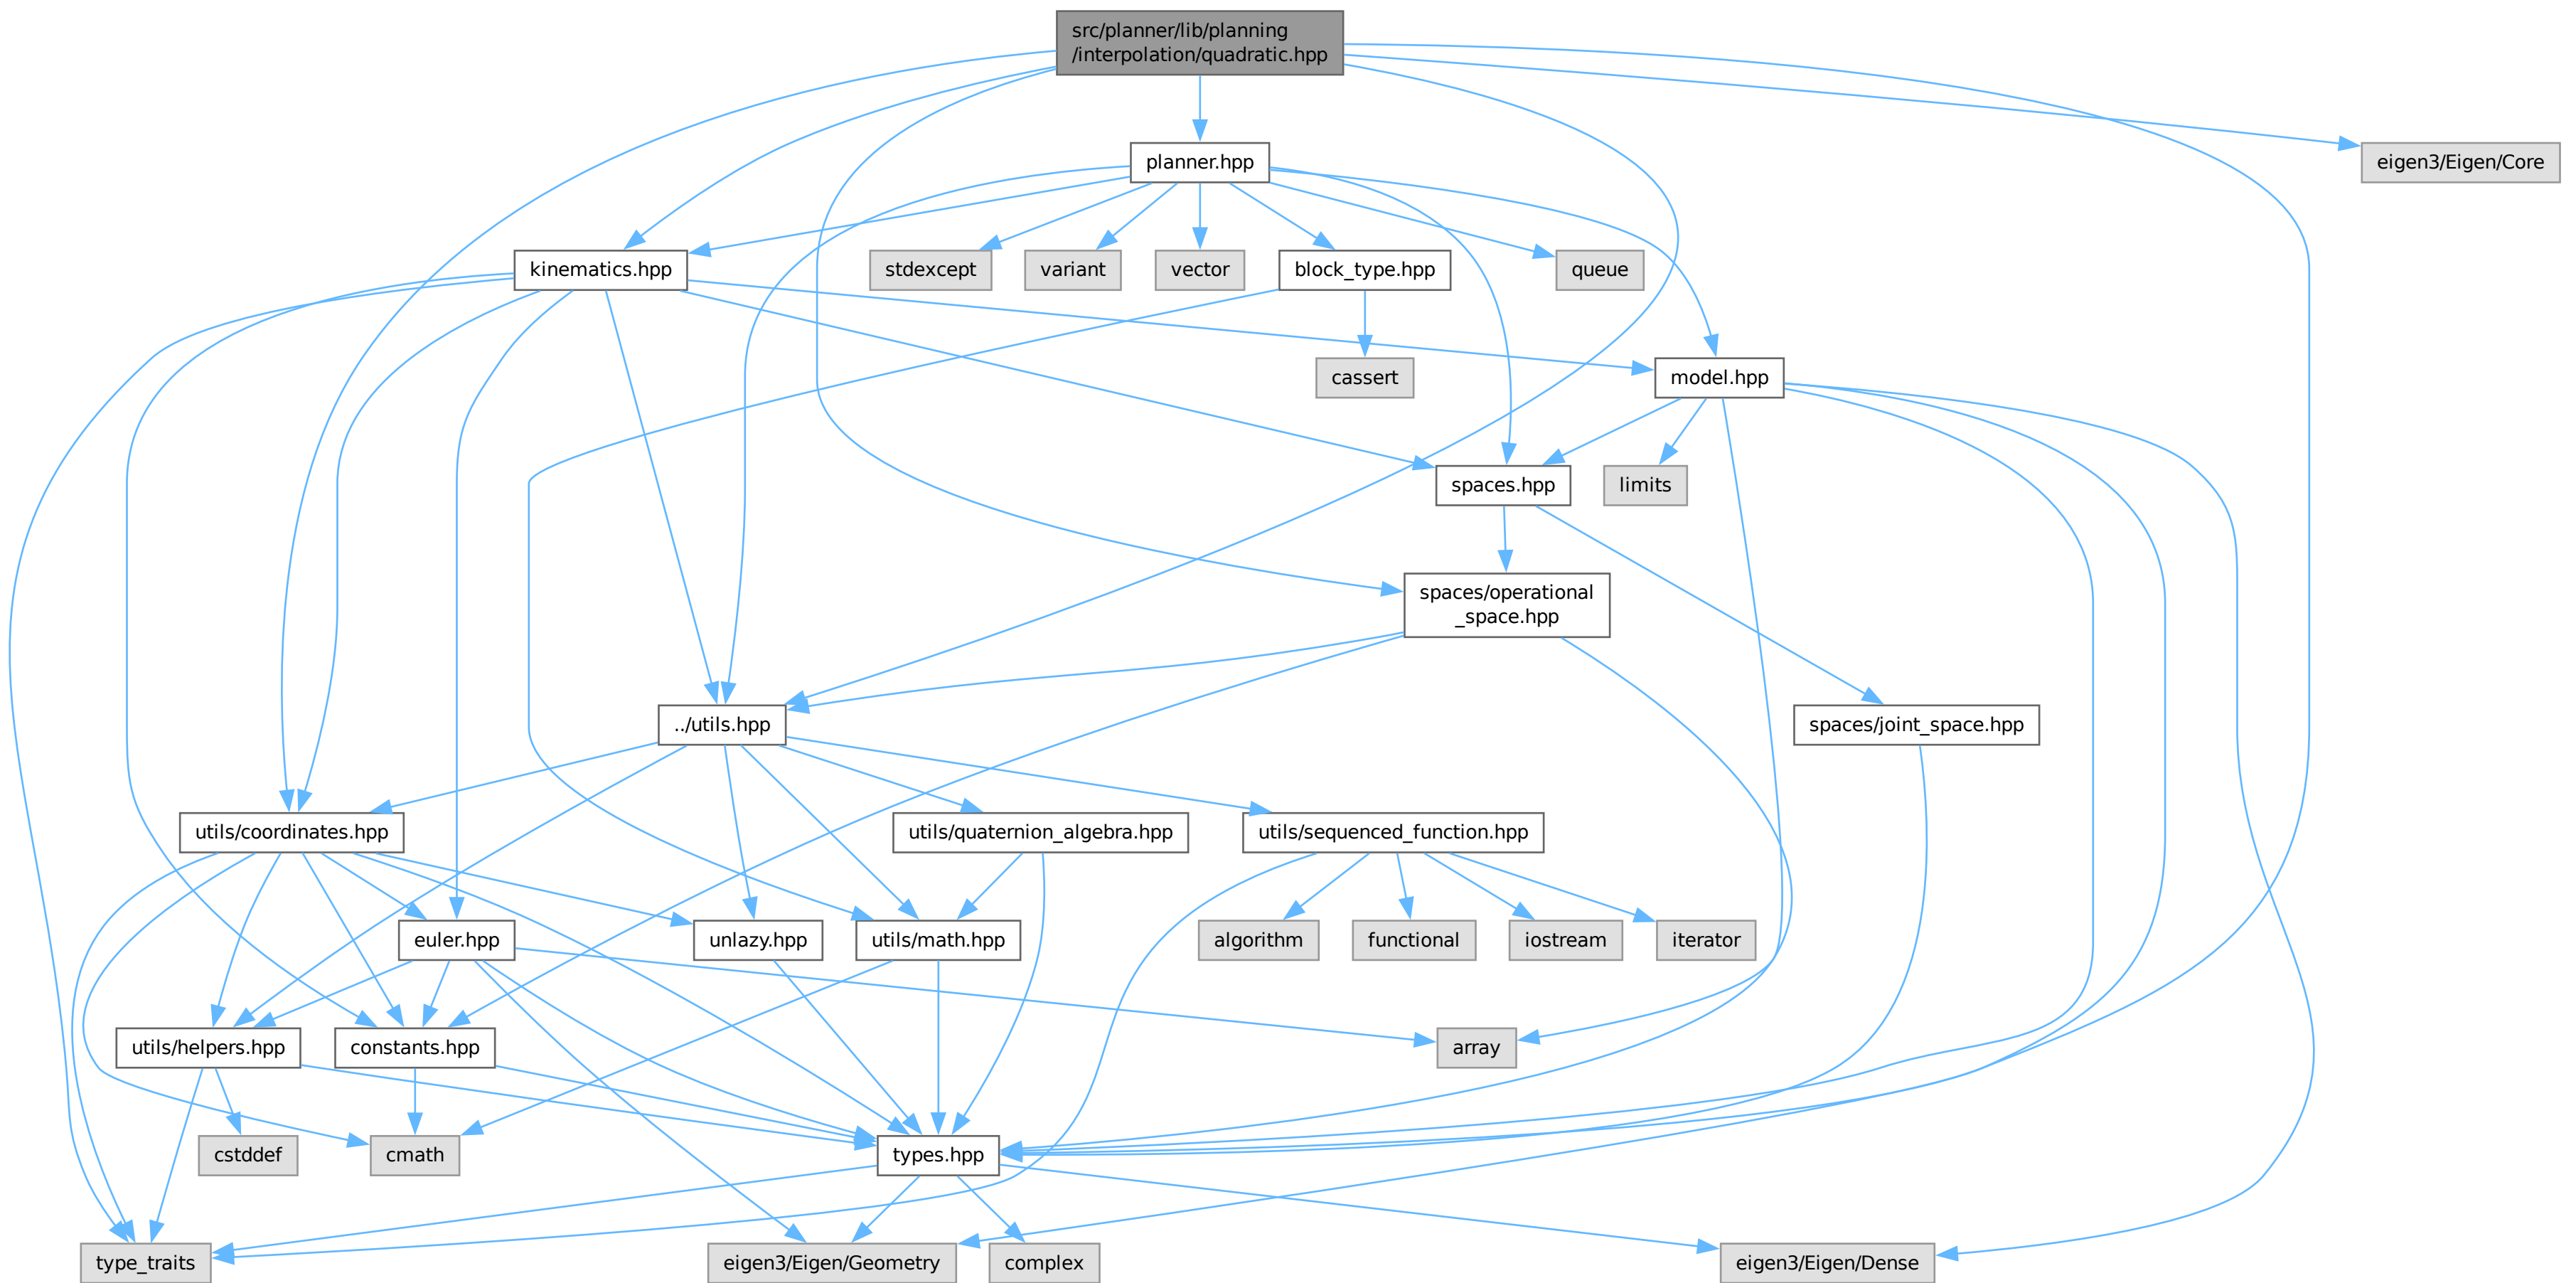 src/planner/lib/planning
/interpolation/quadratic.hpp
planner.hpp
eigen3/Eigen/Core
kinematics.hpp
stdexcept
variant
vector
block_type.hpp
queue
cassert
model.hpp
spaces.hpp
limits
spaces/operational
_space.hpp
../utils.hpp
spaces/joint_space.hpp
utils/coordinates.hpp
utils/quaternion_algebra.hpp
utils/sequenced_function.hpp
euler.hpp
unlazy.hpp
utils/math.hpp
algorithm
functional
iostream
iterator
utils/helpers.hpp
constants.hpp
array
cstddef
cmath
types.hpp
type_traits
eigen3/Eigen/Geometry
complex
eigen3/Eigen/Dense